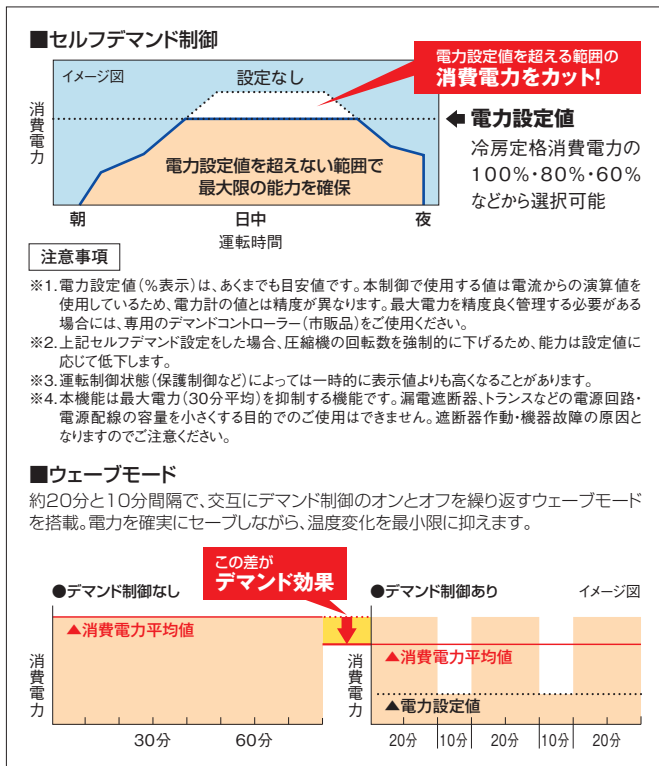 ■セルフデマンド制御
イメージ図
設定なし
電力設定値を超える範囲の
消費電力をカット!
消費電力
電力設定値
冷房定格消費電力の
100%・80%・60%
などから選択可能
電力設定値を超えない範囲で
最大限の能力を確保
朝 日中 夜
運転時間
注意事項
※1.電力設定値(%表示)は、あくまでも目安値です。本制御で使用する値は電流からの演算値を
使用しているため、電力計の値とは精度が異なります。最大電力を精度良く管理する必要がある
場合には、専用のデマンドコントローラー(市販品)をご使用ください。
※2.上記セルフデマンド設定をした場合、圧縮機の回転数を強制的に下げるため、能力は設定値に
応じて低下します。
※3.運転制御状態(保護制御など)によっては一時的に表示値よりも高くなることがあります。
※4.本機能は最大電力(30分平均)を抑制する機能です。漏電遮断器、トランスなどの電源回路・
電源配線の容量を小さくする目的でのご使用はできません。遮断器作動・機器故障の原因と
なりますのでご注意ください。
■ウェーブモード
約20分と10分間隔で、交互にデマンド制御のオンとオフを繰り返すウェーブモード
を搭載。電力を確実にセーブしながら、温度変化を最小限に抑えます。
この差が
デマンド効果
●デマンド制御なし
▲消費電力平均値
消費電力
30分 60分
●デマンド制御あり
イメージ図
▲消費電力平均値
消費電力
▲電力設定値
20分 10分 20分 10分 20分